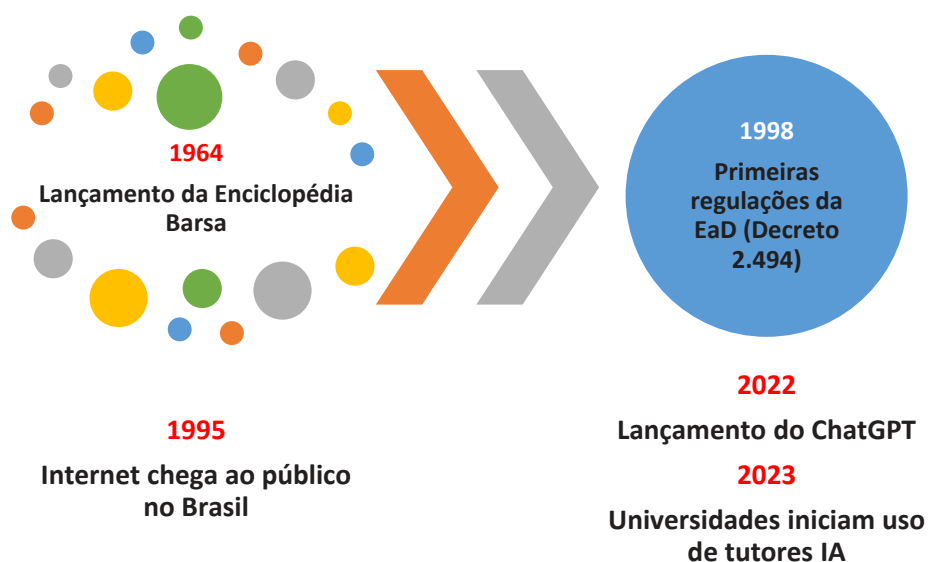 1964
Lançamento da Enciclopédia
Barsa
1995
Internet chega ao público
no Brasil
1998
Primeiras
regulações da
EaD (Decreto
2.494)
2022
Lançamento do ChatGPT
2023
Universidades iniciam uso
de tutores IA